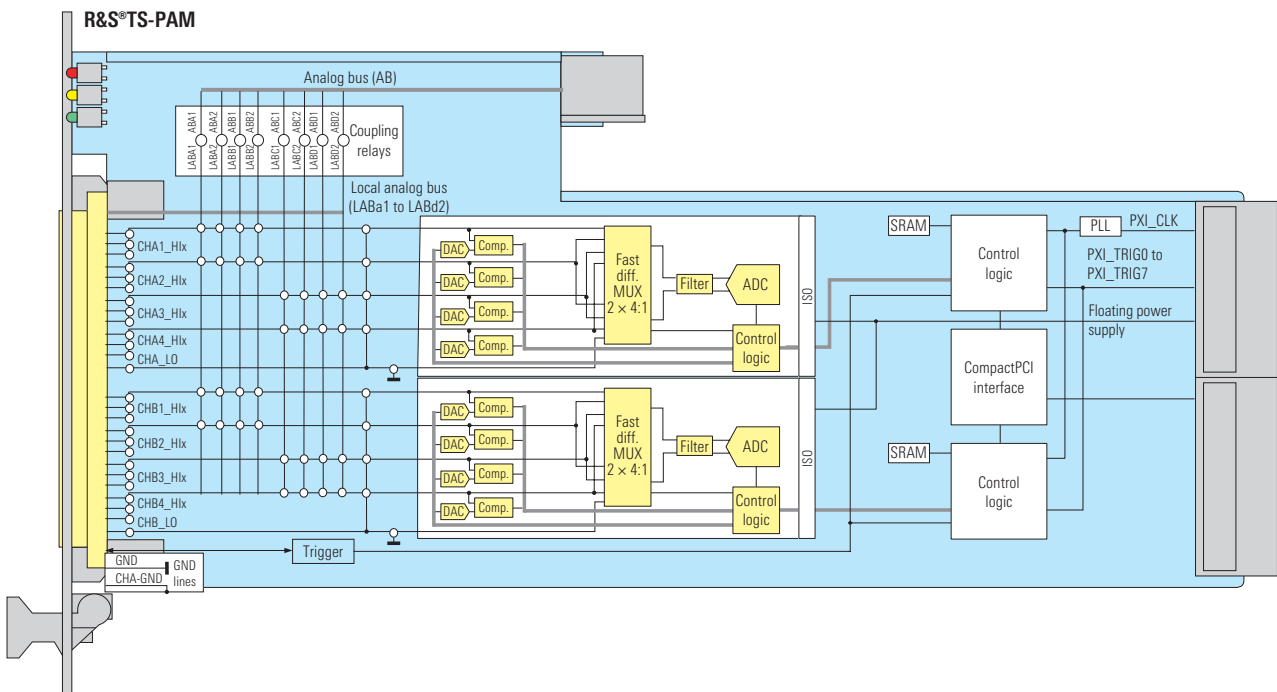 R&S®TS-PAM
Analog bus (AB)
ABA1
ABA2
ABB1
ABB2
ABC1
ABC2
ABD1
ABD2
LABA1
LABA2
LABB1
LABB2
LABC1
LABC2
LABD1
LABD2
Coupling
relays
Local analog bus
(LABa1 to LABd2)
CHA1_HIx
CHA2_HIx
CHA3_HIx
CHA4_HIx
CHA_LO
DAC
Comp.
DAC
Comp.
DAC
Comp.
DAC
Comp.
Fast
diff.
MUX
2 × 4:1
Filter
ADC
Control
logic
ISO
SRAM
Control
logic
PLL
PXI_CLK
PXI_TRIG0 to
PXI_TRIG7
Floating power
supply
CompactPCI
interface
CHB1_HIx
CHB2_HIx
CHB3_HIx
CHB4_HIx
CHB_LO
DAC
Comp.
DAC
Comp.
DAC
Comp.
DAC
Comp.
Fast
diff.
MUX
2 × 4:1
Filter
ADC
Control
logic
ISO
SRAM
Control
logic
Trigger
GND
CHA-GND
GND
lines